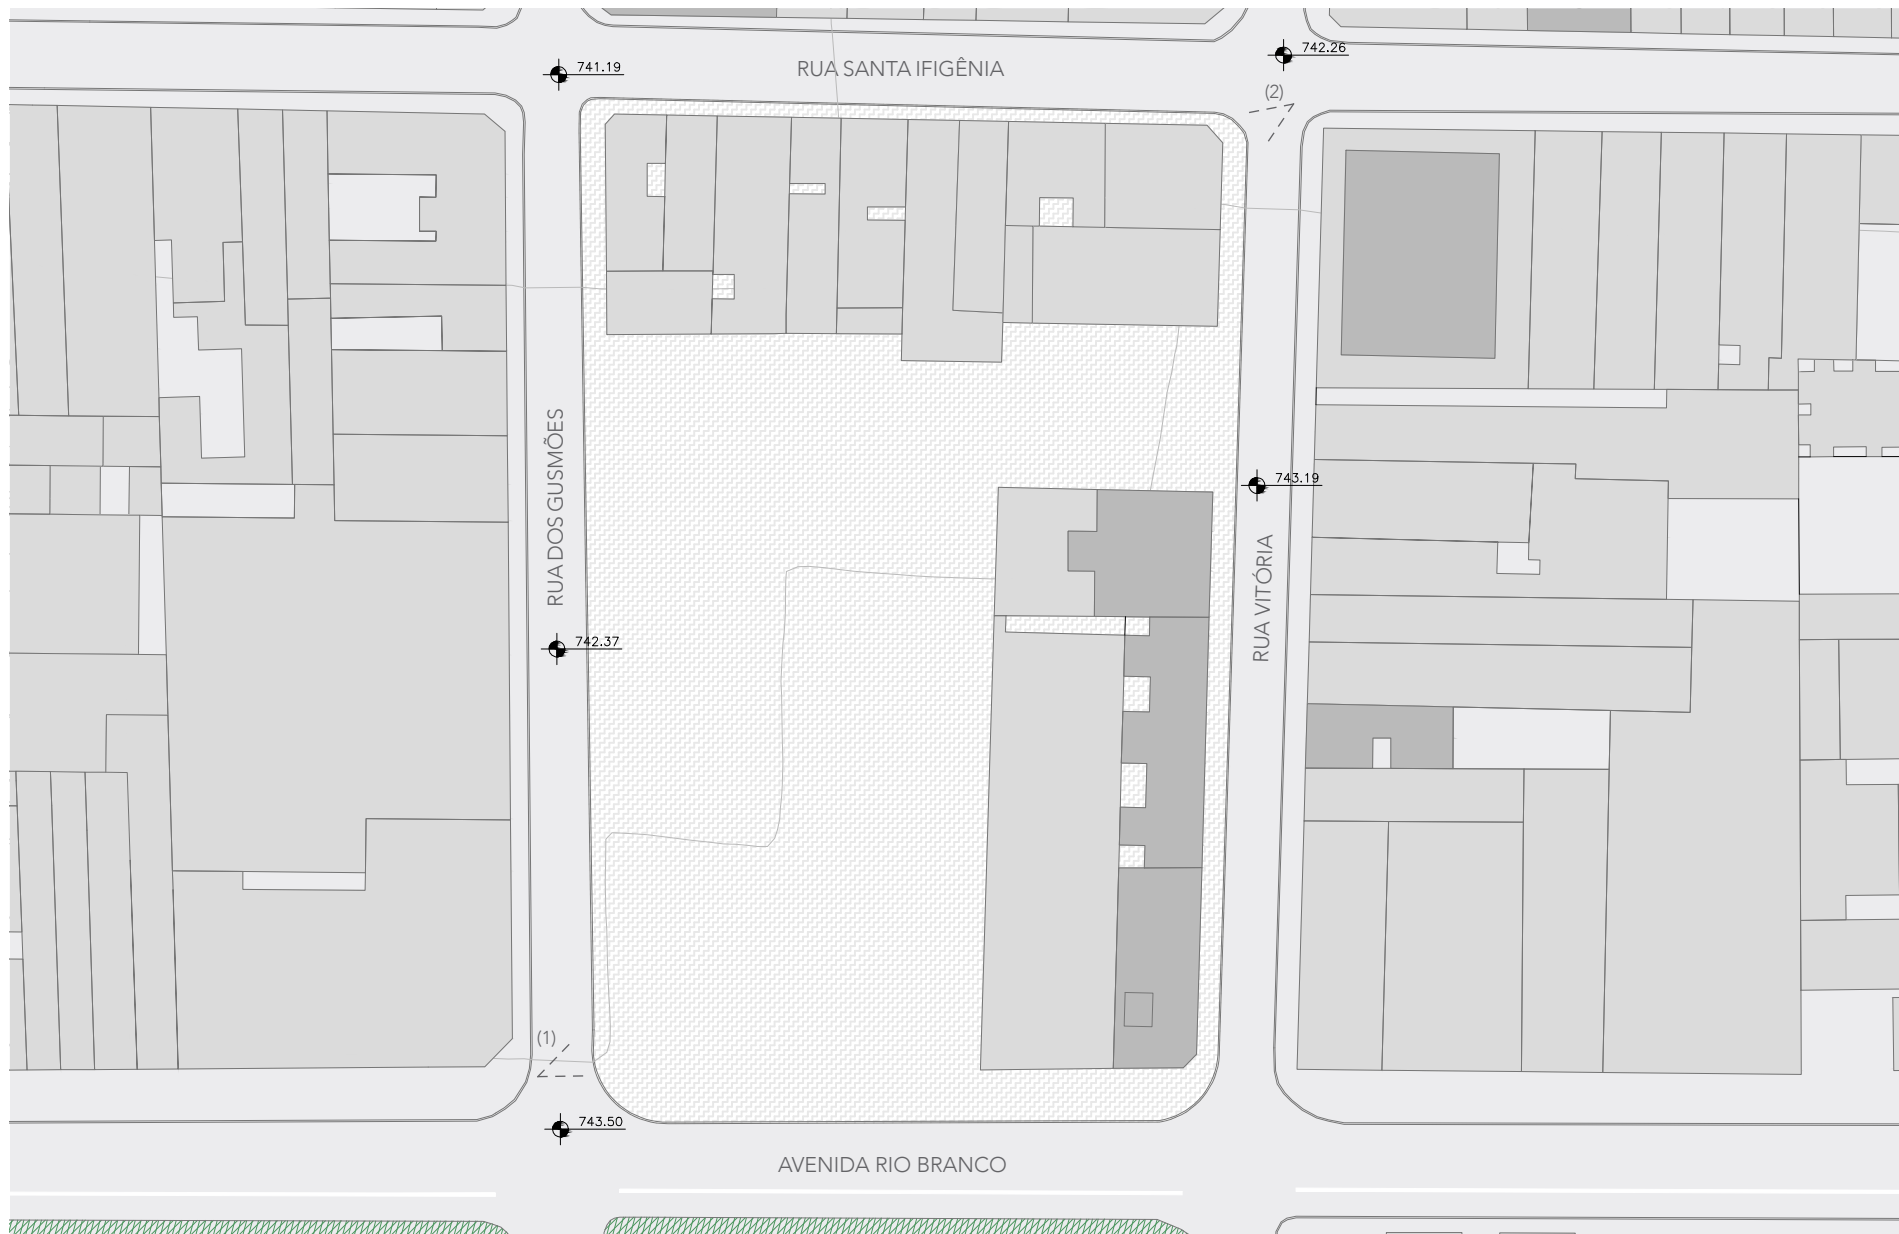 742.26
741.19
RUA SANTA IFIGÊNIA
(2)
RUA DOS GUSMÕES
743.19
RUA VITÓRIA
742.37
(1)
743.50
AVENIDA RIO BRANCO